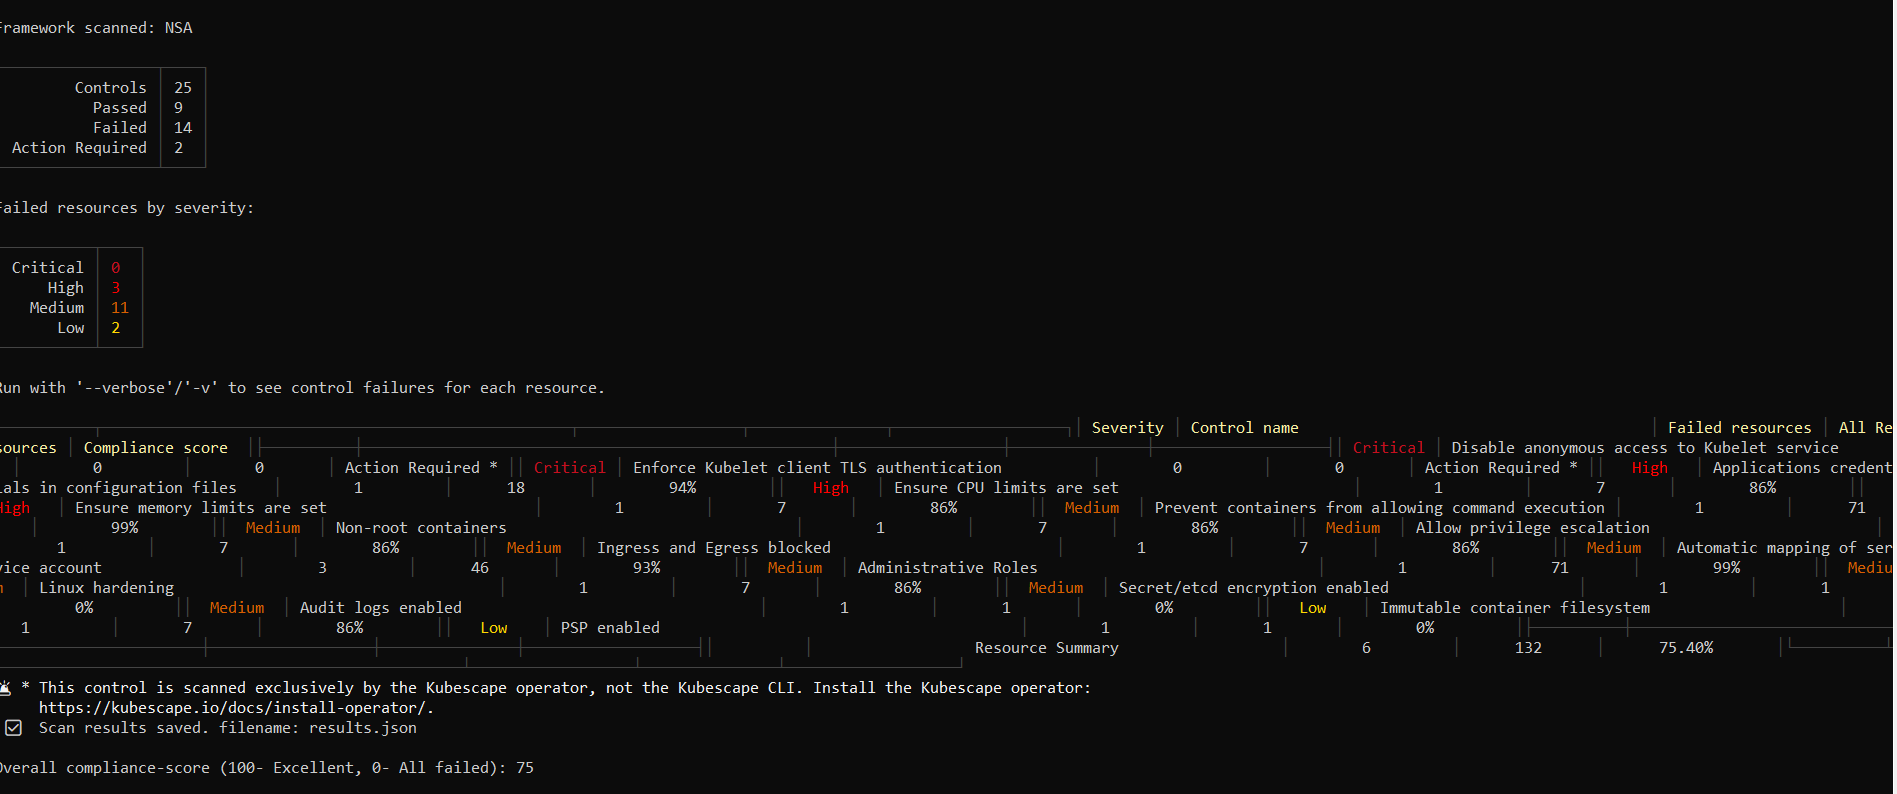 Framework scanned: NSA
Controls 25
Passed 9
Failed 14
Action Required 2
Failed resources by severity:
Critical 0
High 3
Medium 11
Low 2
Run with '--verbose'/'-v' to see control failures for each resource.
Severity Control name Failed resources All Re
sources Compliance score Critical Disable anonymous access to Kubelet service
0 0 Action Required * Critical Enforce Kubelet client TLS authentication 0 0 Action Required * High Applications credent
ials in configuration files 1 18 94% High Ensure CPU limits are set 1 7 86%
High Ensure memory limits are set 1 7 86% Medium Prevent containers from allowing command execution 1 71
99% Medium Non-root containers 1 7 86% Medium Allow privilege escalation
1 7 86% Medium Ingress and Egress blocked 1 7 86% Medium Automatic mapping of ser
vice account 3 46 93% Medium Administrative Roles 1 71 99% Mediu
m Linux hardening 1 7 86% Medium Secret/etcd encryption enabled 1 1
0% Medium Audit logs enabled 1 1 0% Low Immutable container filesystem
1 7 86% Low PSP enabled 1 1 0%
Resource Summary 6 132 75.40%
* This control is scanned exclusively by the Kubescape operator, not the Kubescape CLI. Install the Kubescape operator:
https://kubescape.io/docs/install-operator/.
Scan results saved. filename: results.json
Overall compliance-score (100- Excellent, 0- All failed): 75